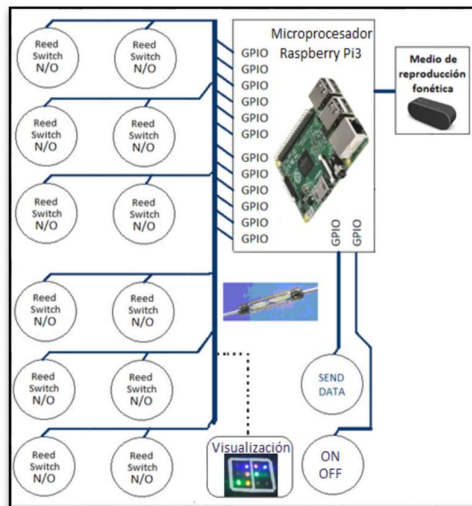 Reed
Switch
N/O
Reed
Switch
N/O
Reed
Switch
N/O
Reed
Switch
N/O
Reed
Switch
N/O
Reed
Switch
N/O
Reed
Switch
N/O
Reed
Switch
N/O
Reed
Switch
N/O
Reed
Switch
N/O
Reed
Switch
N/O
Reed
Switch
N/O
Microprocesador
Raspberry Pi3
GPIO
GPIO
GPIO
GPIO
GPIO
GPIO
GPIO
GPIO
GPIO
GPIO
GPIO
GPIO
GPIO
GPIO
Medio de
reproducción
fonética
SEND
DATA
Visualización
ON
OFF